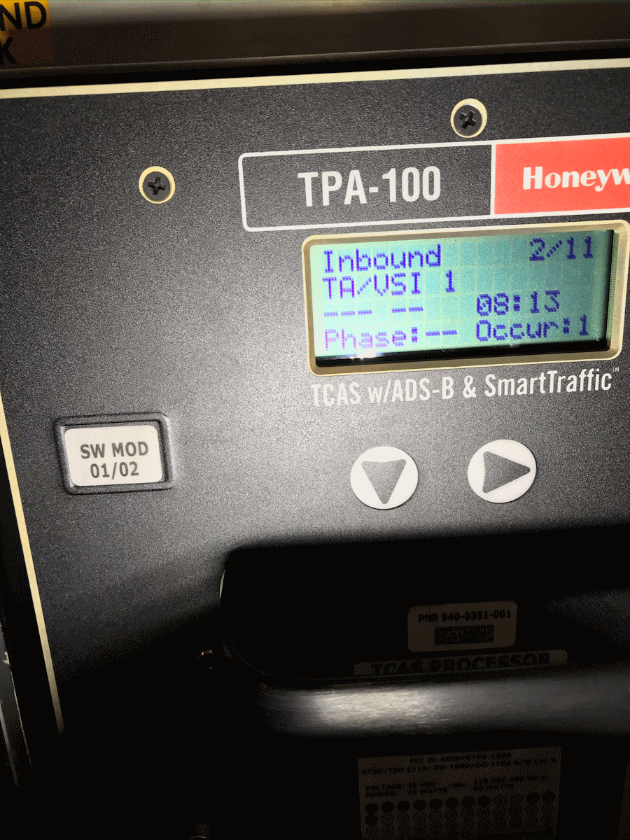 ND
K
TPA-100
Honeyw
Inbound 2/11
TA/VSI 1
--- -- 08:13
Phase:-- Occur:1
TCAS w/ADS-B & SmartTraffic™
SW MOD
01/02
PNR 940-0351-001
TCAS PROCESSOR